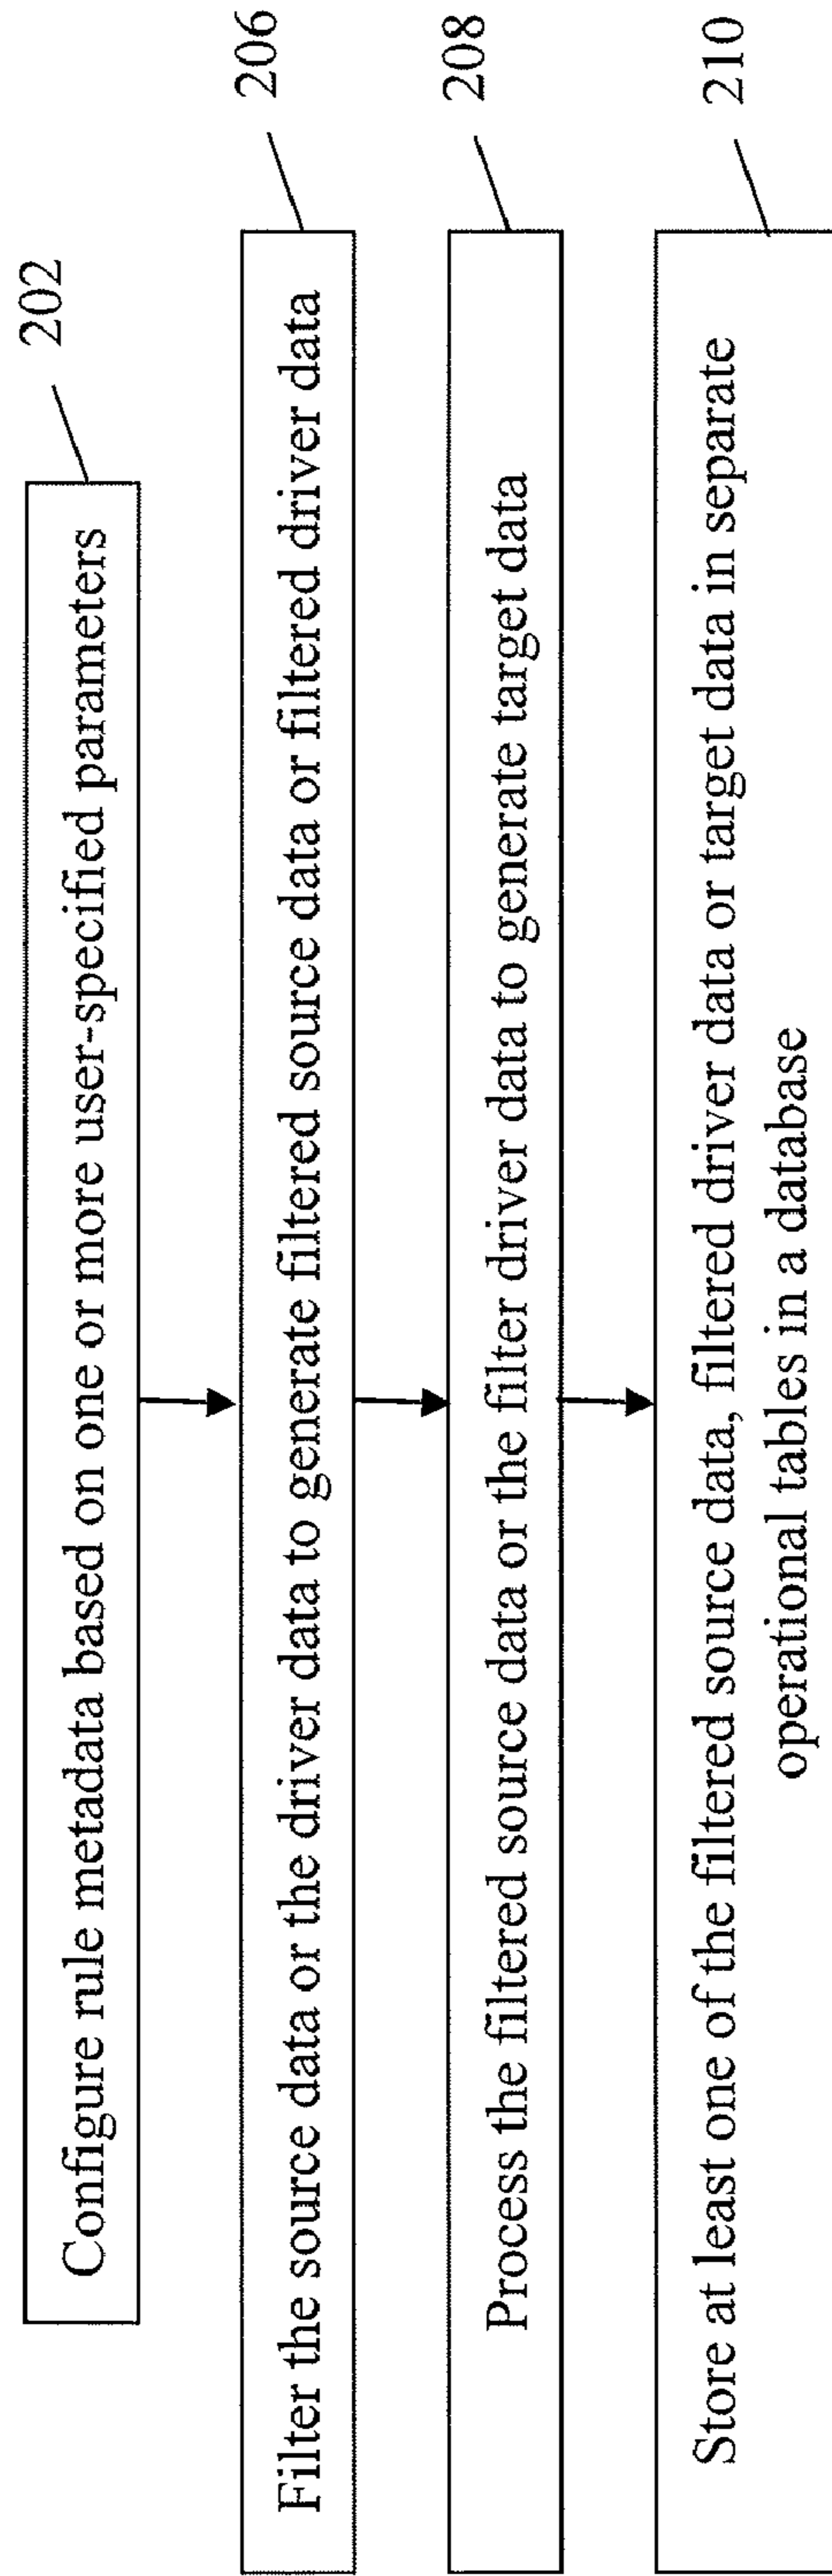 Configure rule metadata based on one or more user-specified parameters
202
Filter the source data or the driver data to generate filtered source data or filtered driver data
206
Process the filtered source data or the filter driver data to generate target data
208
Store at least one of the filtered source data, filtered driver data or target data in separate
operational tables in a database
210